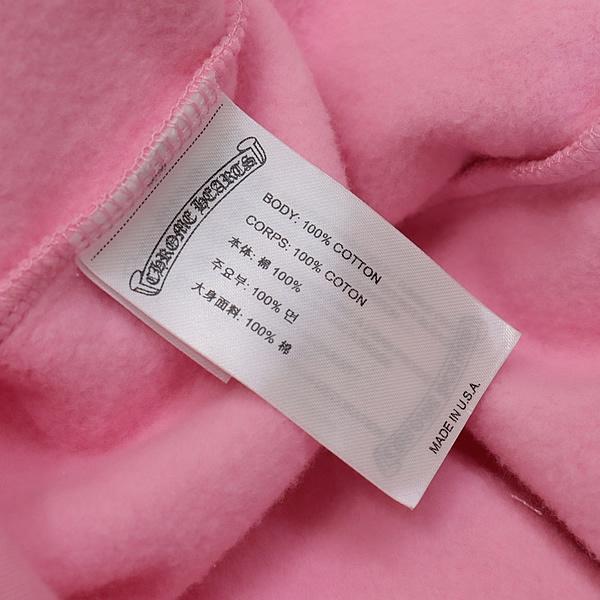 CHROME HEARTS
BODY: 100% COTTON
CORPS: 100% COTON
本体: 棉 100%
주요부: 100% 면
大身面料: 100% 棉
MADE IN U.S.A.